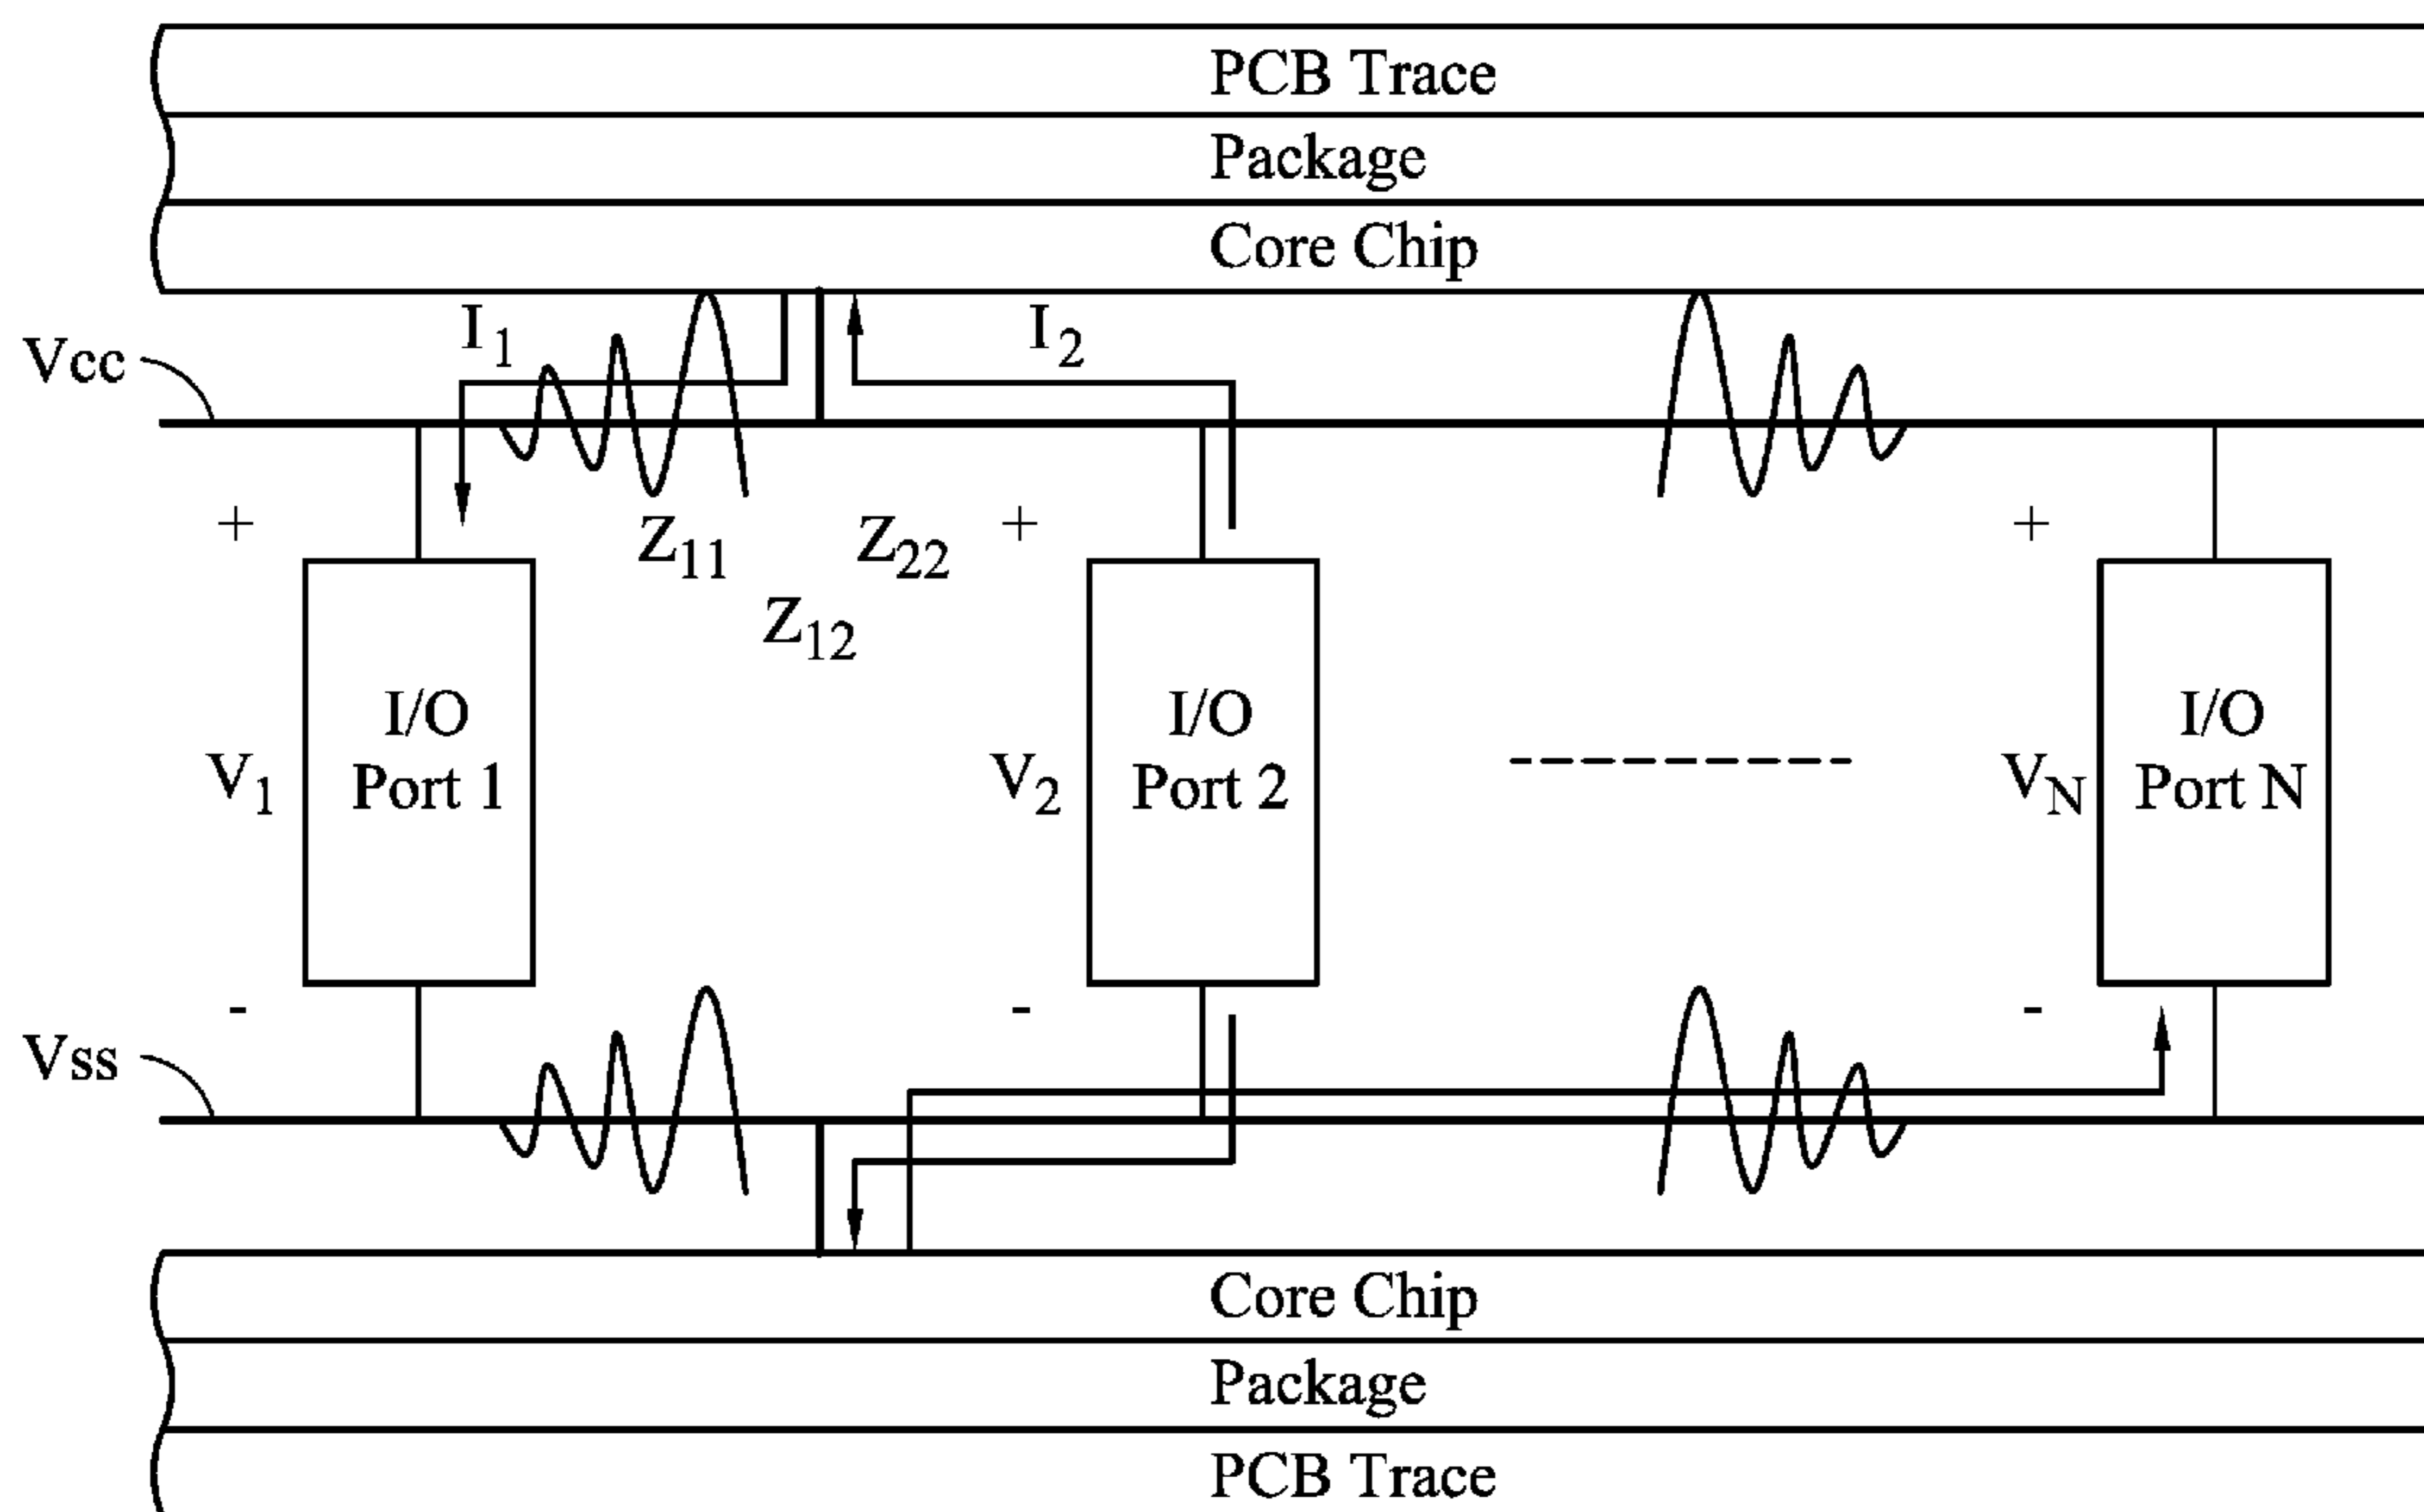 PCB Trace
Package
Core Chip
I1
I2
Vcc
+
+
+
Z11
Z22
Z12
I/O
Port 1
I/O
Port 2
I/O
Port N
V1
V2
VN
-
-
-
Vss
Core Chip
Package
PCB Trace